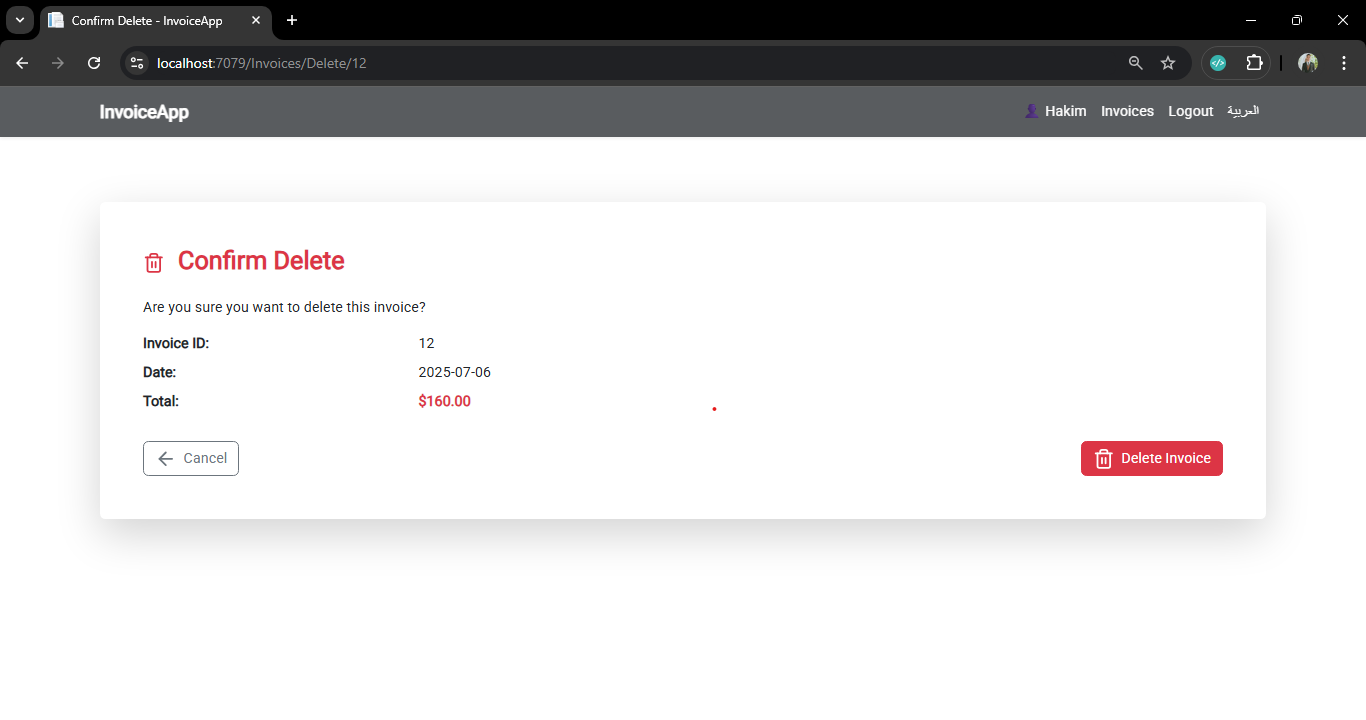 Confirm Delete - InvoiceApp
localhost:7079/Invoices/Delete/12
InvoiceApp
Hakim Invoices Logout العربية
Confirm Delete
Are you sure you want to delete this invoice?
Invoice ID: 12
Date: 2025-07-06
Total: $160.00
Cancel
Delete Invoice